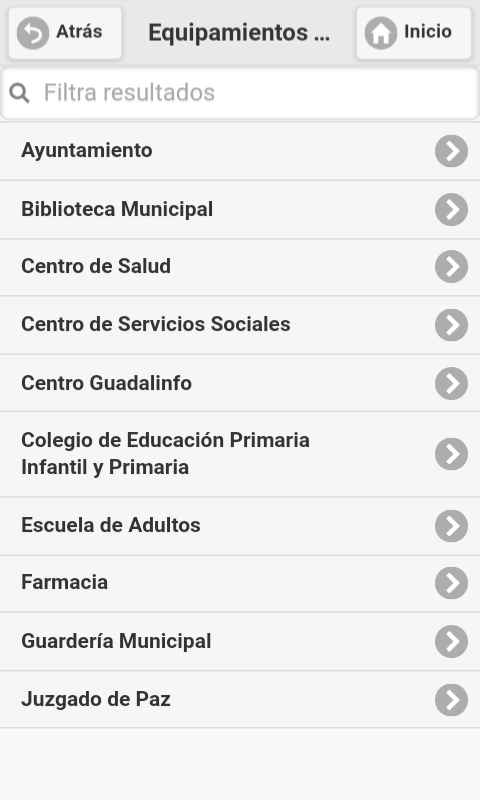 Atrás
Equipamientos ...
Inicio
Filtra resultados
Ayuntamiento
Biblioteca Municipal
Centro de Salud
Centro de Servicios Sociales
Centro Guadalinfo
Colegio de Educación Primaria
Infantil y Primaria
Escuela de Adultos
Farmacia
Guardería Municipal
Juzgado de Paz